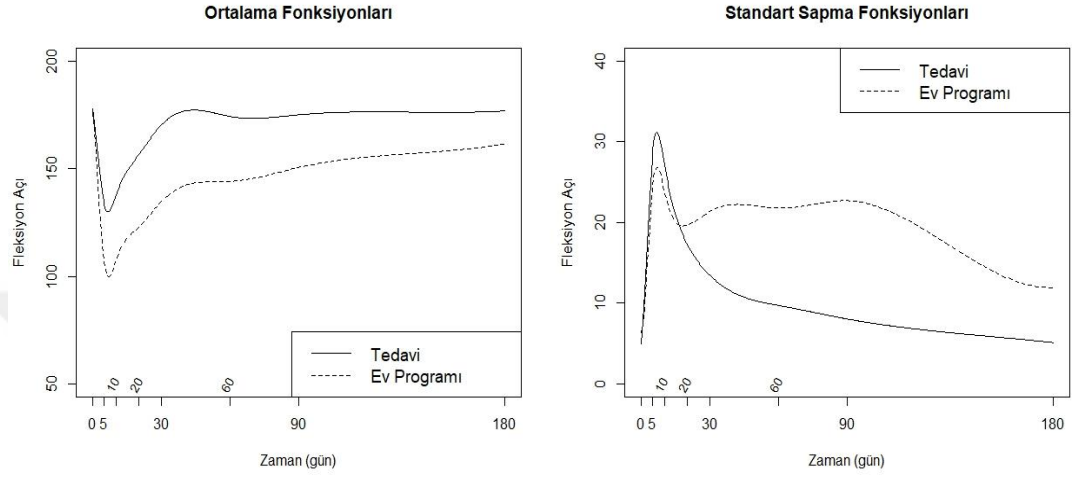 Ortalama Fonksiyonları
Fleksiyon Açı
200
150
100
50
Tedavi
Ev Programı
0 5 10 20 30 60 90 180
Zaman (gün)
Standart Sapma Fonksiyonları
Fleksiyon Açı
40
30
20
10
0
Tedavi
Ev Programı
0 5 10 20 30 60 90 180
Zaman (gün)